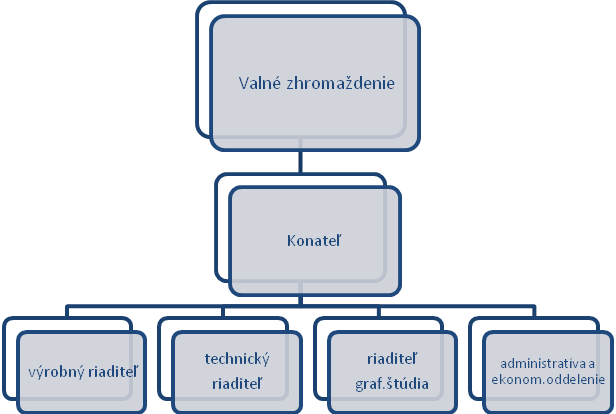 Valné zhromaždenie
Konateľ
výrobný riaditeľ
technický
riaditeľ
riaditeľ
graf.štúdia
administratíva a
ekonom.oddelenie